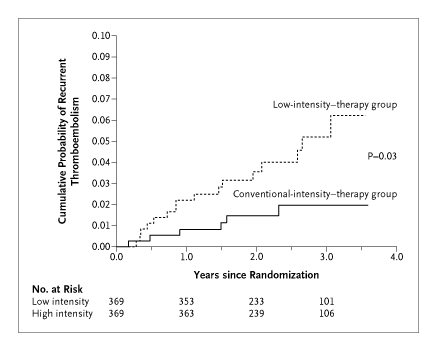 0.10
0.09
0.08
0.07
0.06
0.05
0.04
0.03
0.02
0.01
0.00
Cumulative Probability of Recurrent
Thromboembolism
Low-intensity–therapy group
P=0.03
Conventional-intensity–therapy group
0.0 1.0 2.0 3.0 4.0
Years since Randomization
No. at Risk
Low intensity 369 353 233 101
High intensity 369 363 239 106